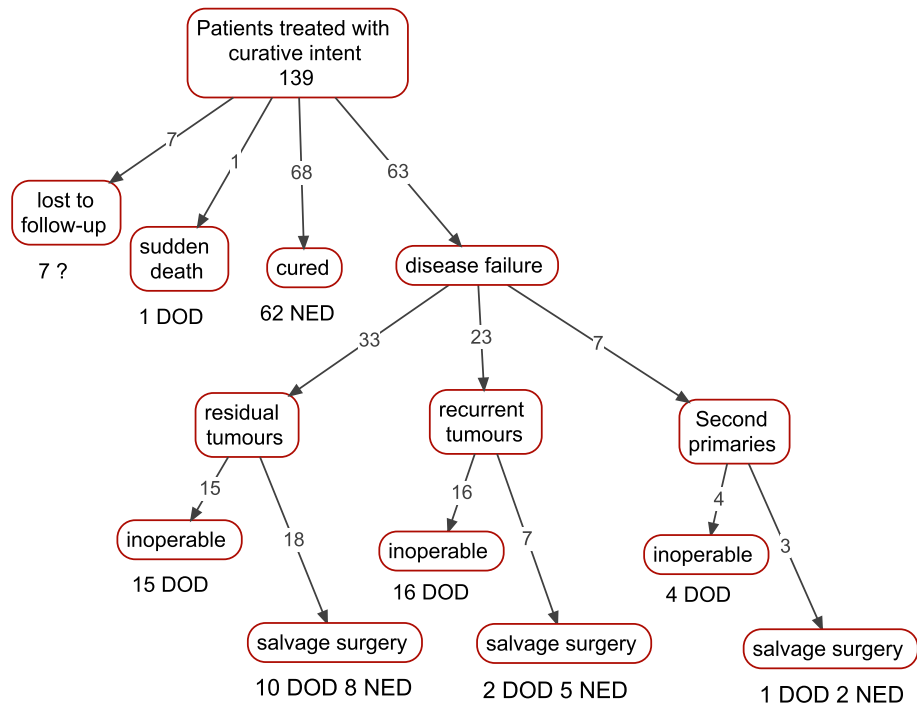 Patients treated with
curative intent
139
7
1
68
63
lost to
follow-up
7 ?
sudden
death
1 DOD
cured
62 NED
disease failure
33
23
7
residual
tumours
recurrent
tumours
Second
primaries
15
18
16
7
4
3
inoperable
15 DOD
inoperable
16 DOD
inoperable
4 DOD
salvage surgery
10 DOD 8 NED
salvage surgery
2 DOD 5 NED
salvage surgery
1 DOD 2 NED